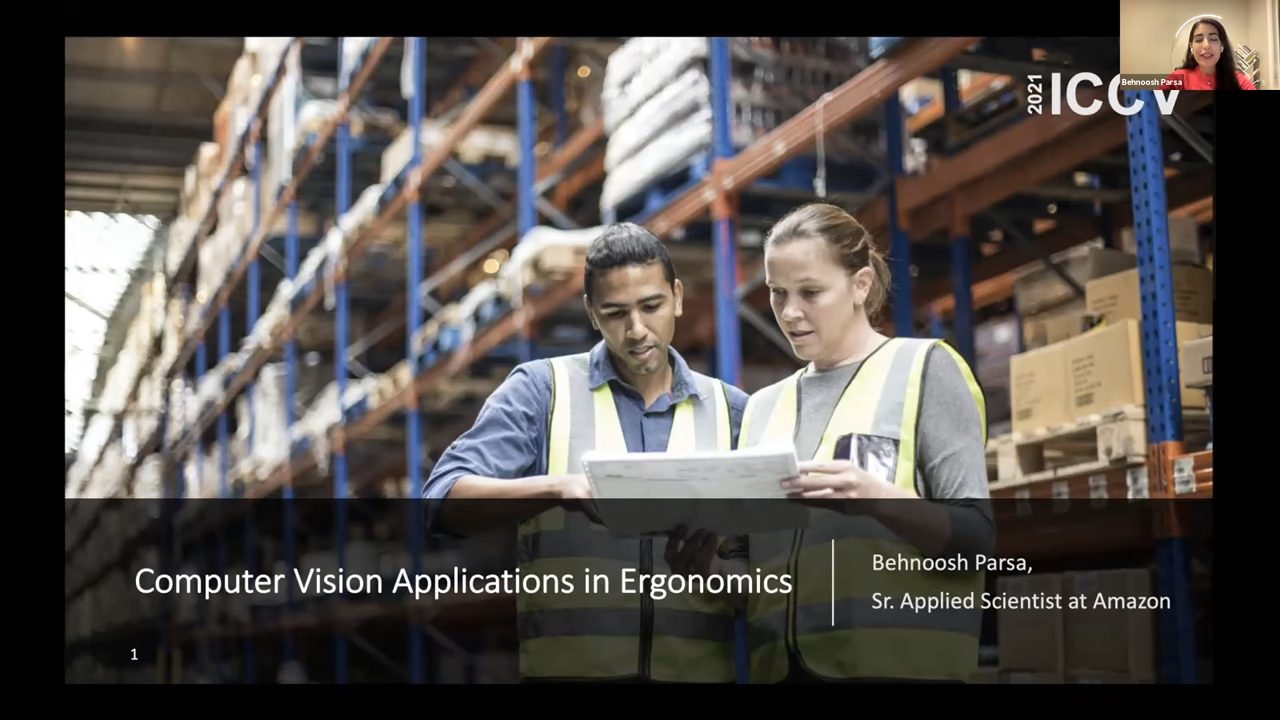 Behnoosh Parsa
2021 ICCV
Computer Vision Applications in Ergonomics
Behnoosh Parsa,
Sr. Applied Scientist at Amazon
1